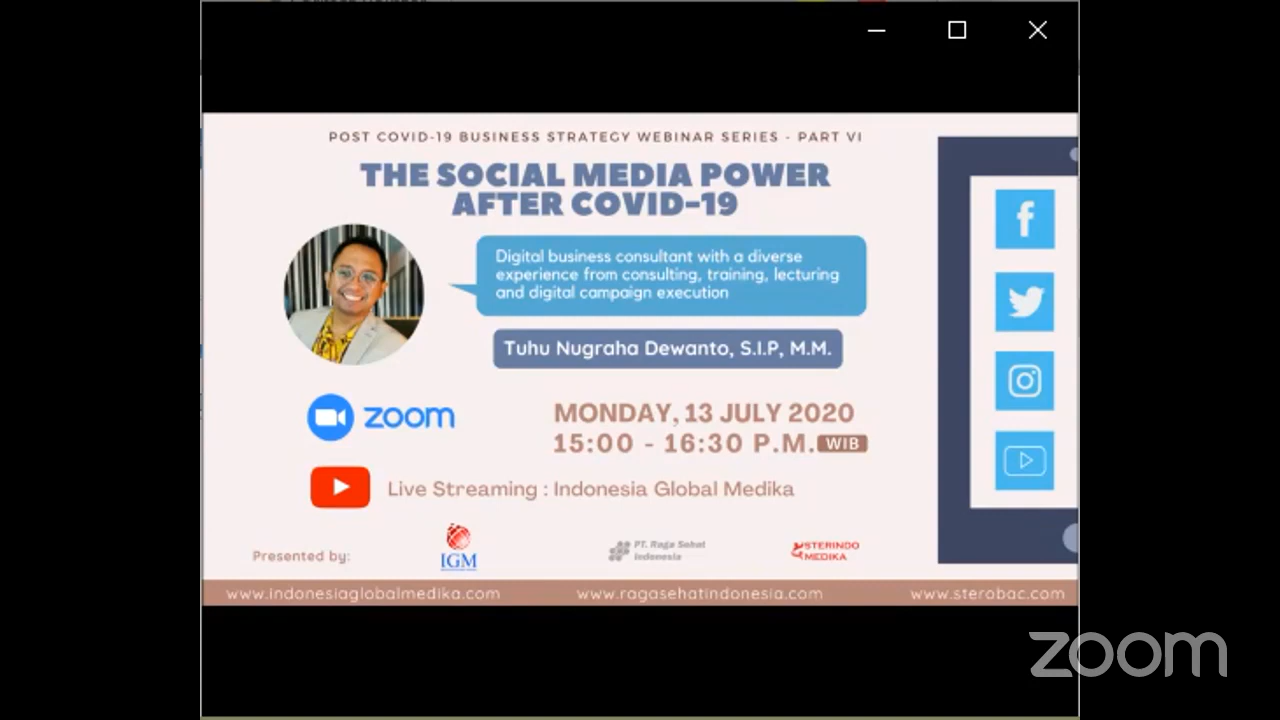 POST COVID-19 BUSINESS STRATEGY WEBINAR SERIES - PART VI
THE SOCIAL MEDIA POWER
AFTER COVID-19
Digital business consultant with a diverse
experience from consulting, training, lecturing
and digital campaign execution
Tuhu Nugraha Dewanto, S.I.P, M.M.
zoom
MONDAY, 13 JULY 2020
15:00 - 16:30 P.M. WIB
Live Streaming : Indonesia Global Medika
Presented by:
IGM
PT. Raga Sehat
Indonesia
STERINDO
MEDIKA
www.indonesiaglobalmedika.com
www.ragasehatindonesia.com
www.sterobac.com
zoom